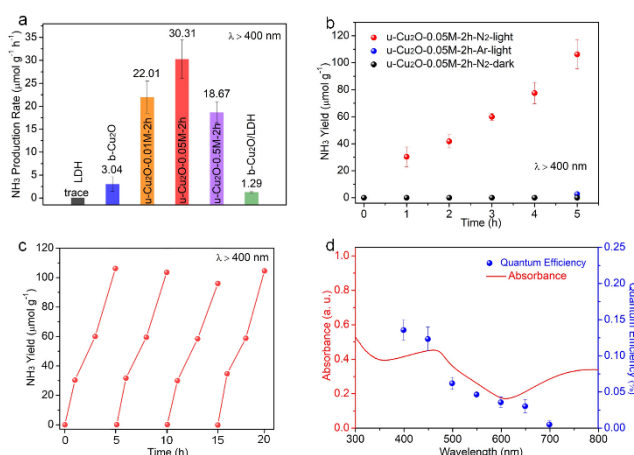 a
λ > 400 nm
NH₃ Production Rate (μmol g⁻¹ h⁻¹)
40
35
30
25
20
15
10
5
0
LDH
trace
b-Cu₂O
3.04
22.01
u-Cu₂O-0.01M-2h
30.31
u-Cu₂O-0.05M-2h
18.67
u-Cu₂O-0.5M-2h
b-Cu₂O/LDH
1.29
b
u-Cu₂O-0.05M-2h-N₂-light
u-Cu₂O-0.05M-2h-Ar-light
u-Cu₂O-0.05M-2h-N₂-dark
NH₃ Yield (μmol g⁻¹)
140
120
100
80
60
40
20
0
λ > 400 nm
0 1 2 3 4 5
Time (h)
c
λ > 400 nm
NH₃ Yield (μmol g⁻¹)
120
100
80
60
40
20
0
0 5 10 15 20
Time (h)
d
Quantum Efficiency
Absorbance
Absorbance (a. u.)
1.0
0.8
0.6
0.4
0.2
0.0
0.25
0.20
0.15
0.10
0.05
0.00
Quantum Efficiency (%)
300 400 500 600 700 800
Wavelength (nm)